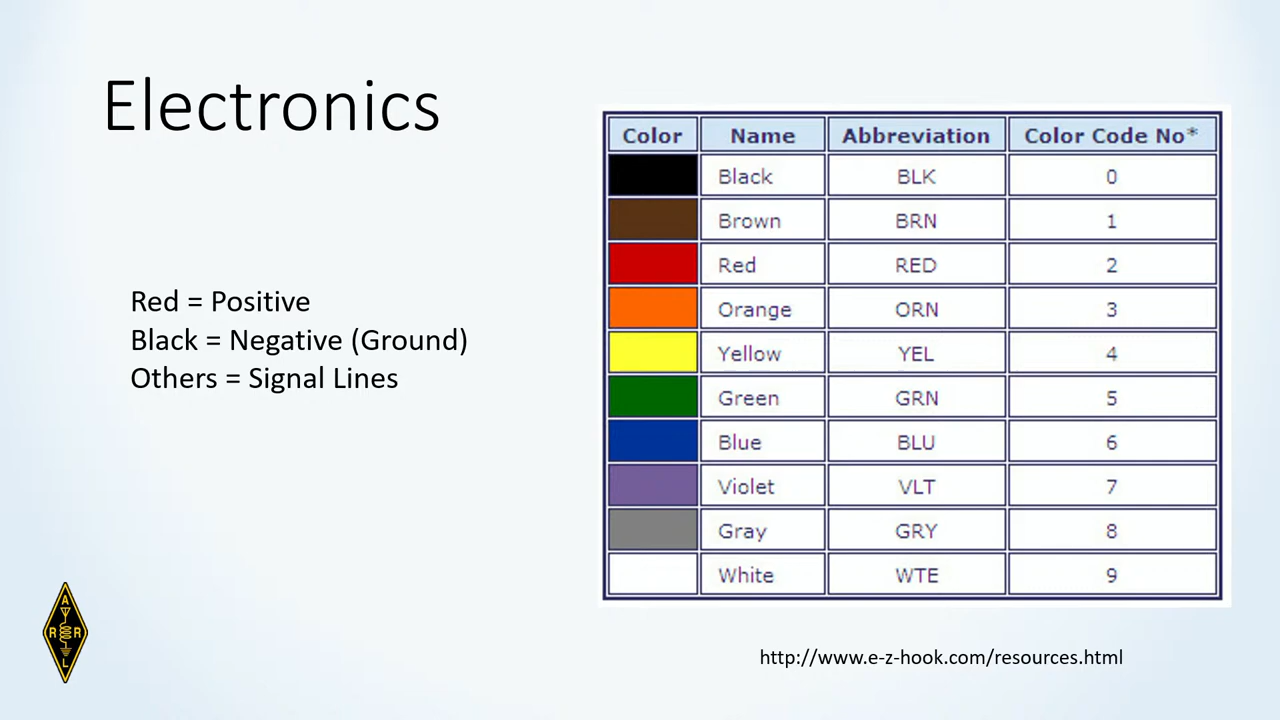 Electronics
Red = Positive
Black = Negative (Ground)
Others = Signal Lines
Color Name Abbreviation Color Code No*
Black BLK 0
Brown BRN 1
Red RED 2
Orange ORN 3
Yellow YEL 4
Green GRN 5
Blue BLU 6
Violet VLT 7
Gray GRY 8
White WTE 9
http://www.e-z-hook.com/resources.html
A
R R
L